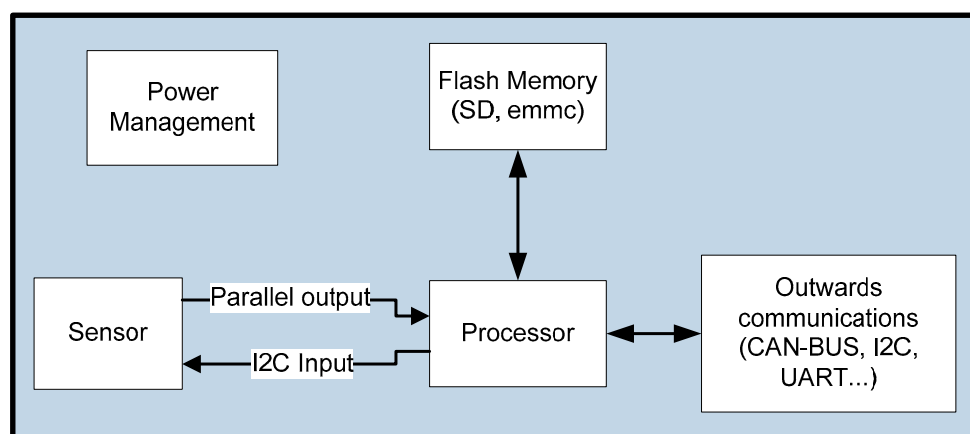 Power
Management
Flash Memory
(SD, emmc)
Sensor
Parallel output
I2C Input
Processor
Outwards
communications
(CAN-BUS, I2C,
UART...)